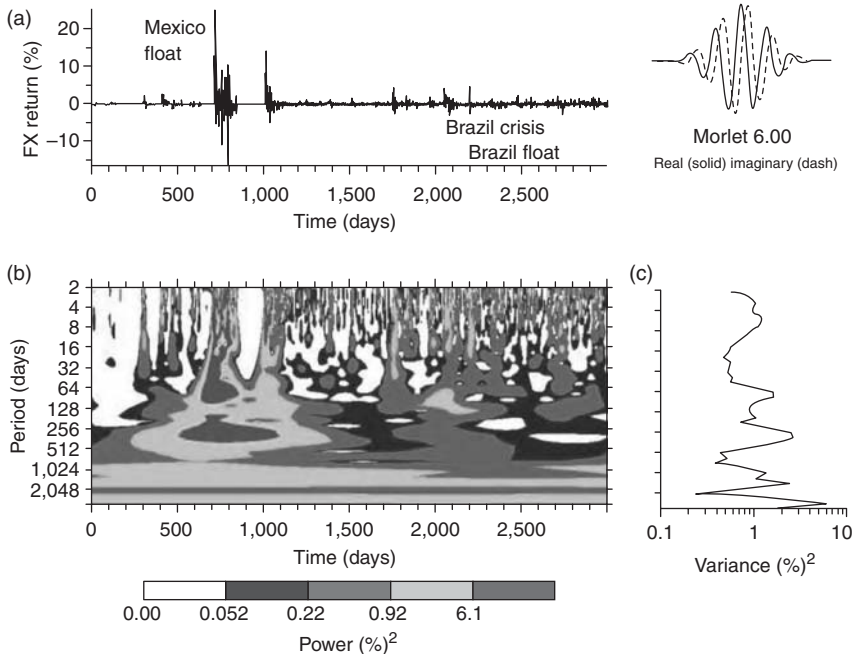 (a)
FX return (%)
20
10
0
−10
Mexico
float
Brazil crisis
Brazil float
0 500 1,000 1,500 2,000 2,500
Time (days)
Morlet 6.00
Real (solid) imaginary (dash)
(b)
Period (days)
2
4
8
16
32
64
128
256
512
1,024
2,048
0 500 1,000 1,500 2,000 2,500
Time (days)
0.00 0.052 0.22 0.92 6.1
Power (%)²
(c)
0.1 1 10
Variance (%)²